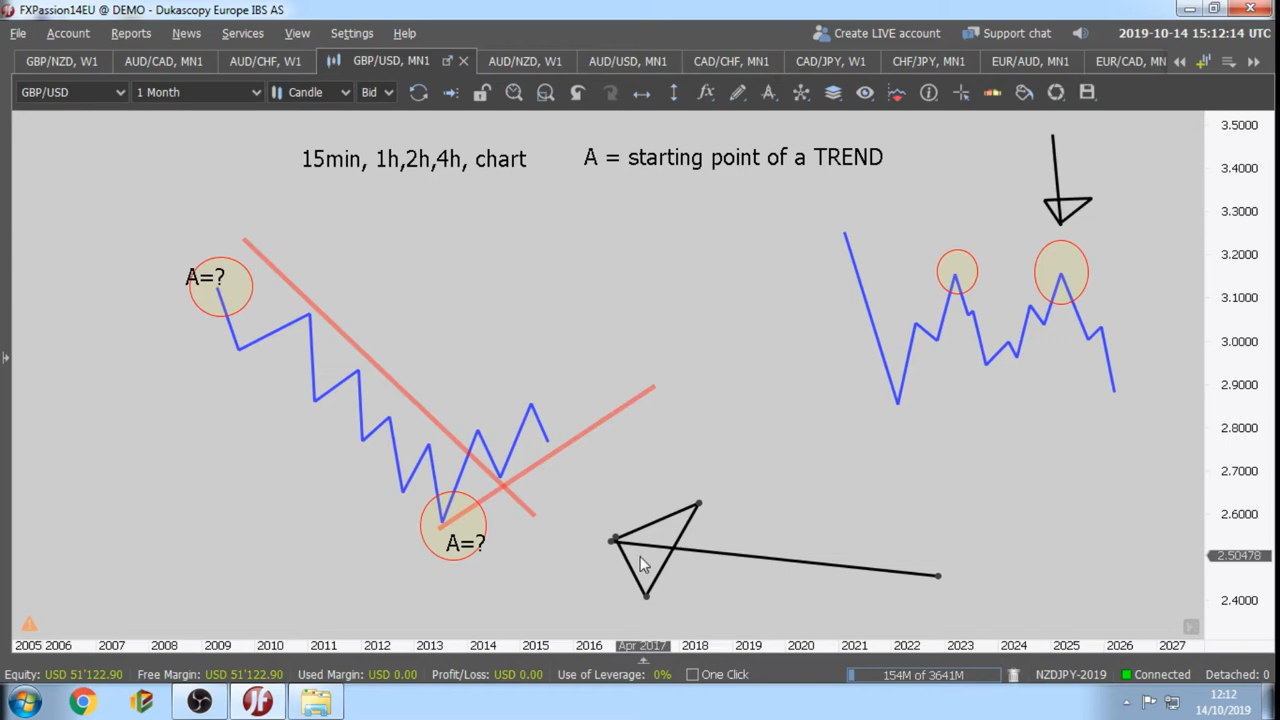 FXPassion14EU @ DEMO - Dukascopy Europe IBS AS
File Account Reports News Services View Settings Help Create LIVE account Support chat 2019-10-14 15:12:14 UTC
GBP/NZD, W1 AUD/CAD, MN1 AUD/CHF, W1 GBP/USD, MN1 AUD/NZD, W1 AUD/USD, MN1 CAD/CHF, MN1 CAD/JPY, W1 CHF/JPY, MN1 EUR/AUD, MN1 EUR/CAD, MN
GBP/USD 1 Month Candle Bid
15min, 1h,2h,4h, chart A = starting point of a TREND
A=?
A=?
3.5000
3.4000
3.3000
3.2000
3.1000
3.0000
2.9000
2.8000
2.7000
2.6000
2.50478
2.4000
2005 2006 2007 2008 2009 2010 2011 2012 2013 2014 2015 2016 Apr 2017 2018 2019 2020 2021 2022 2023 2024 2025 2026 2027
Equity: USD 51'122.90 Free Margin: USD 51'122.90 Used Margin: USD 0.00 Profit/Loss: USD 0.00 Use of Leverage: 0% One Click 154M of 3641M NZDJPY-2019 Connected Detached: 0
12:12
14/10/2019